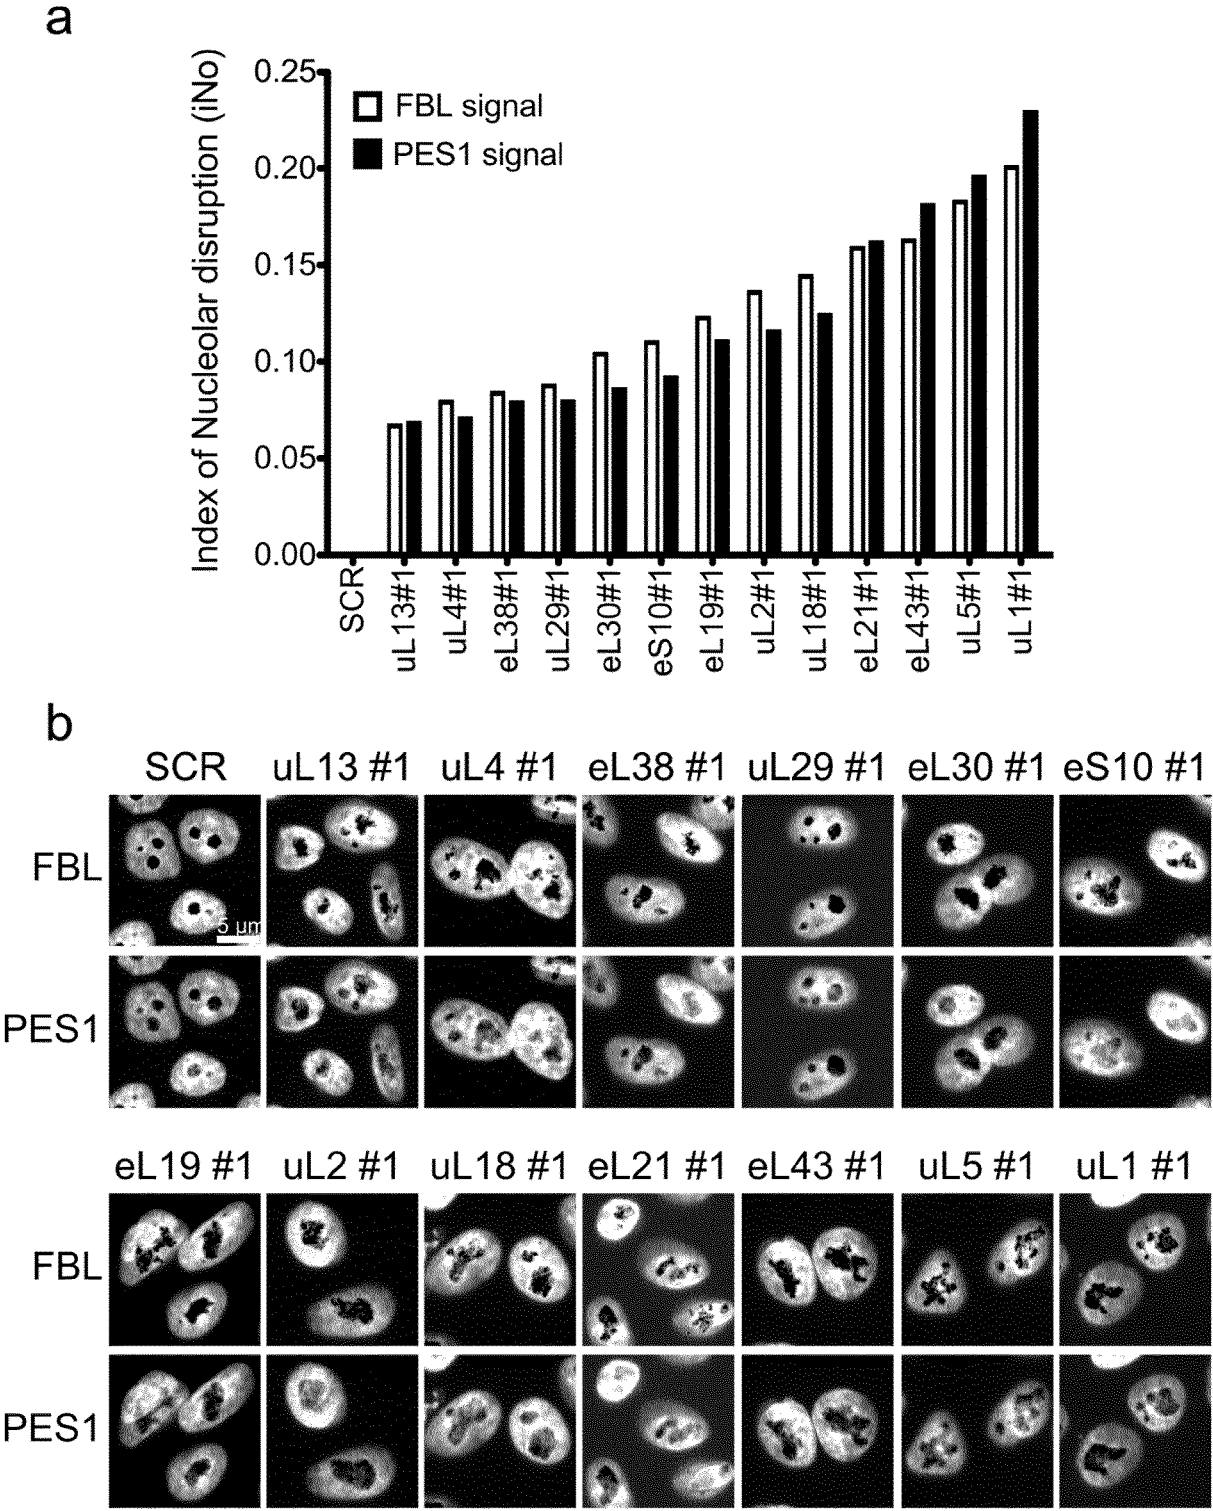 a
Index of Nucleolar disruption (iNo)
0.25
0.20
0.15
0.10
0.05
0.00
FBL signal
PES1 signal
SCR
uL13#1
uL4#1
eL38#1
uL29#1
eL30#1
eS10#1
eL19#1
uL2#1
uL18#1
eL21#1
eL43#1
uL5#1
uL1#1
b
SCR uL13 #1 uL4 #1 eL38 #1 uL29 #1 eL30 #1 eS10 #1
FBL
5 μm
PES1
eL19 #1 uL2 #1 uL18 #1 eL21 #1 eL43 #1 uL5 #1 uL1 #1
FBL
PES1